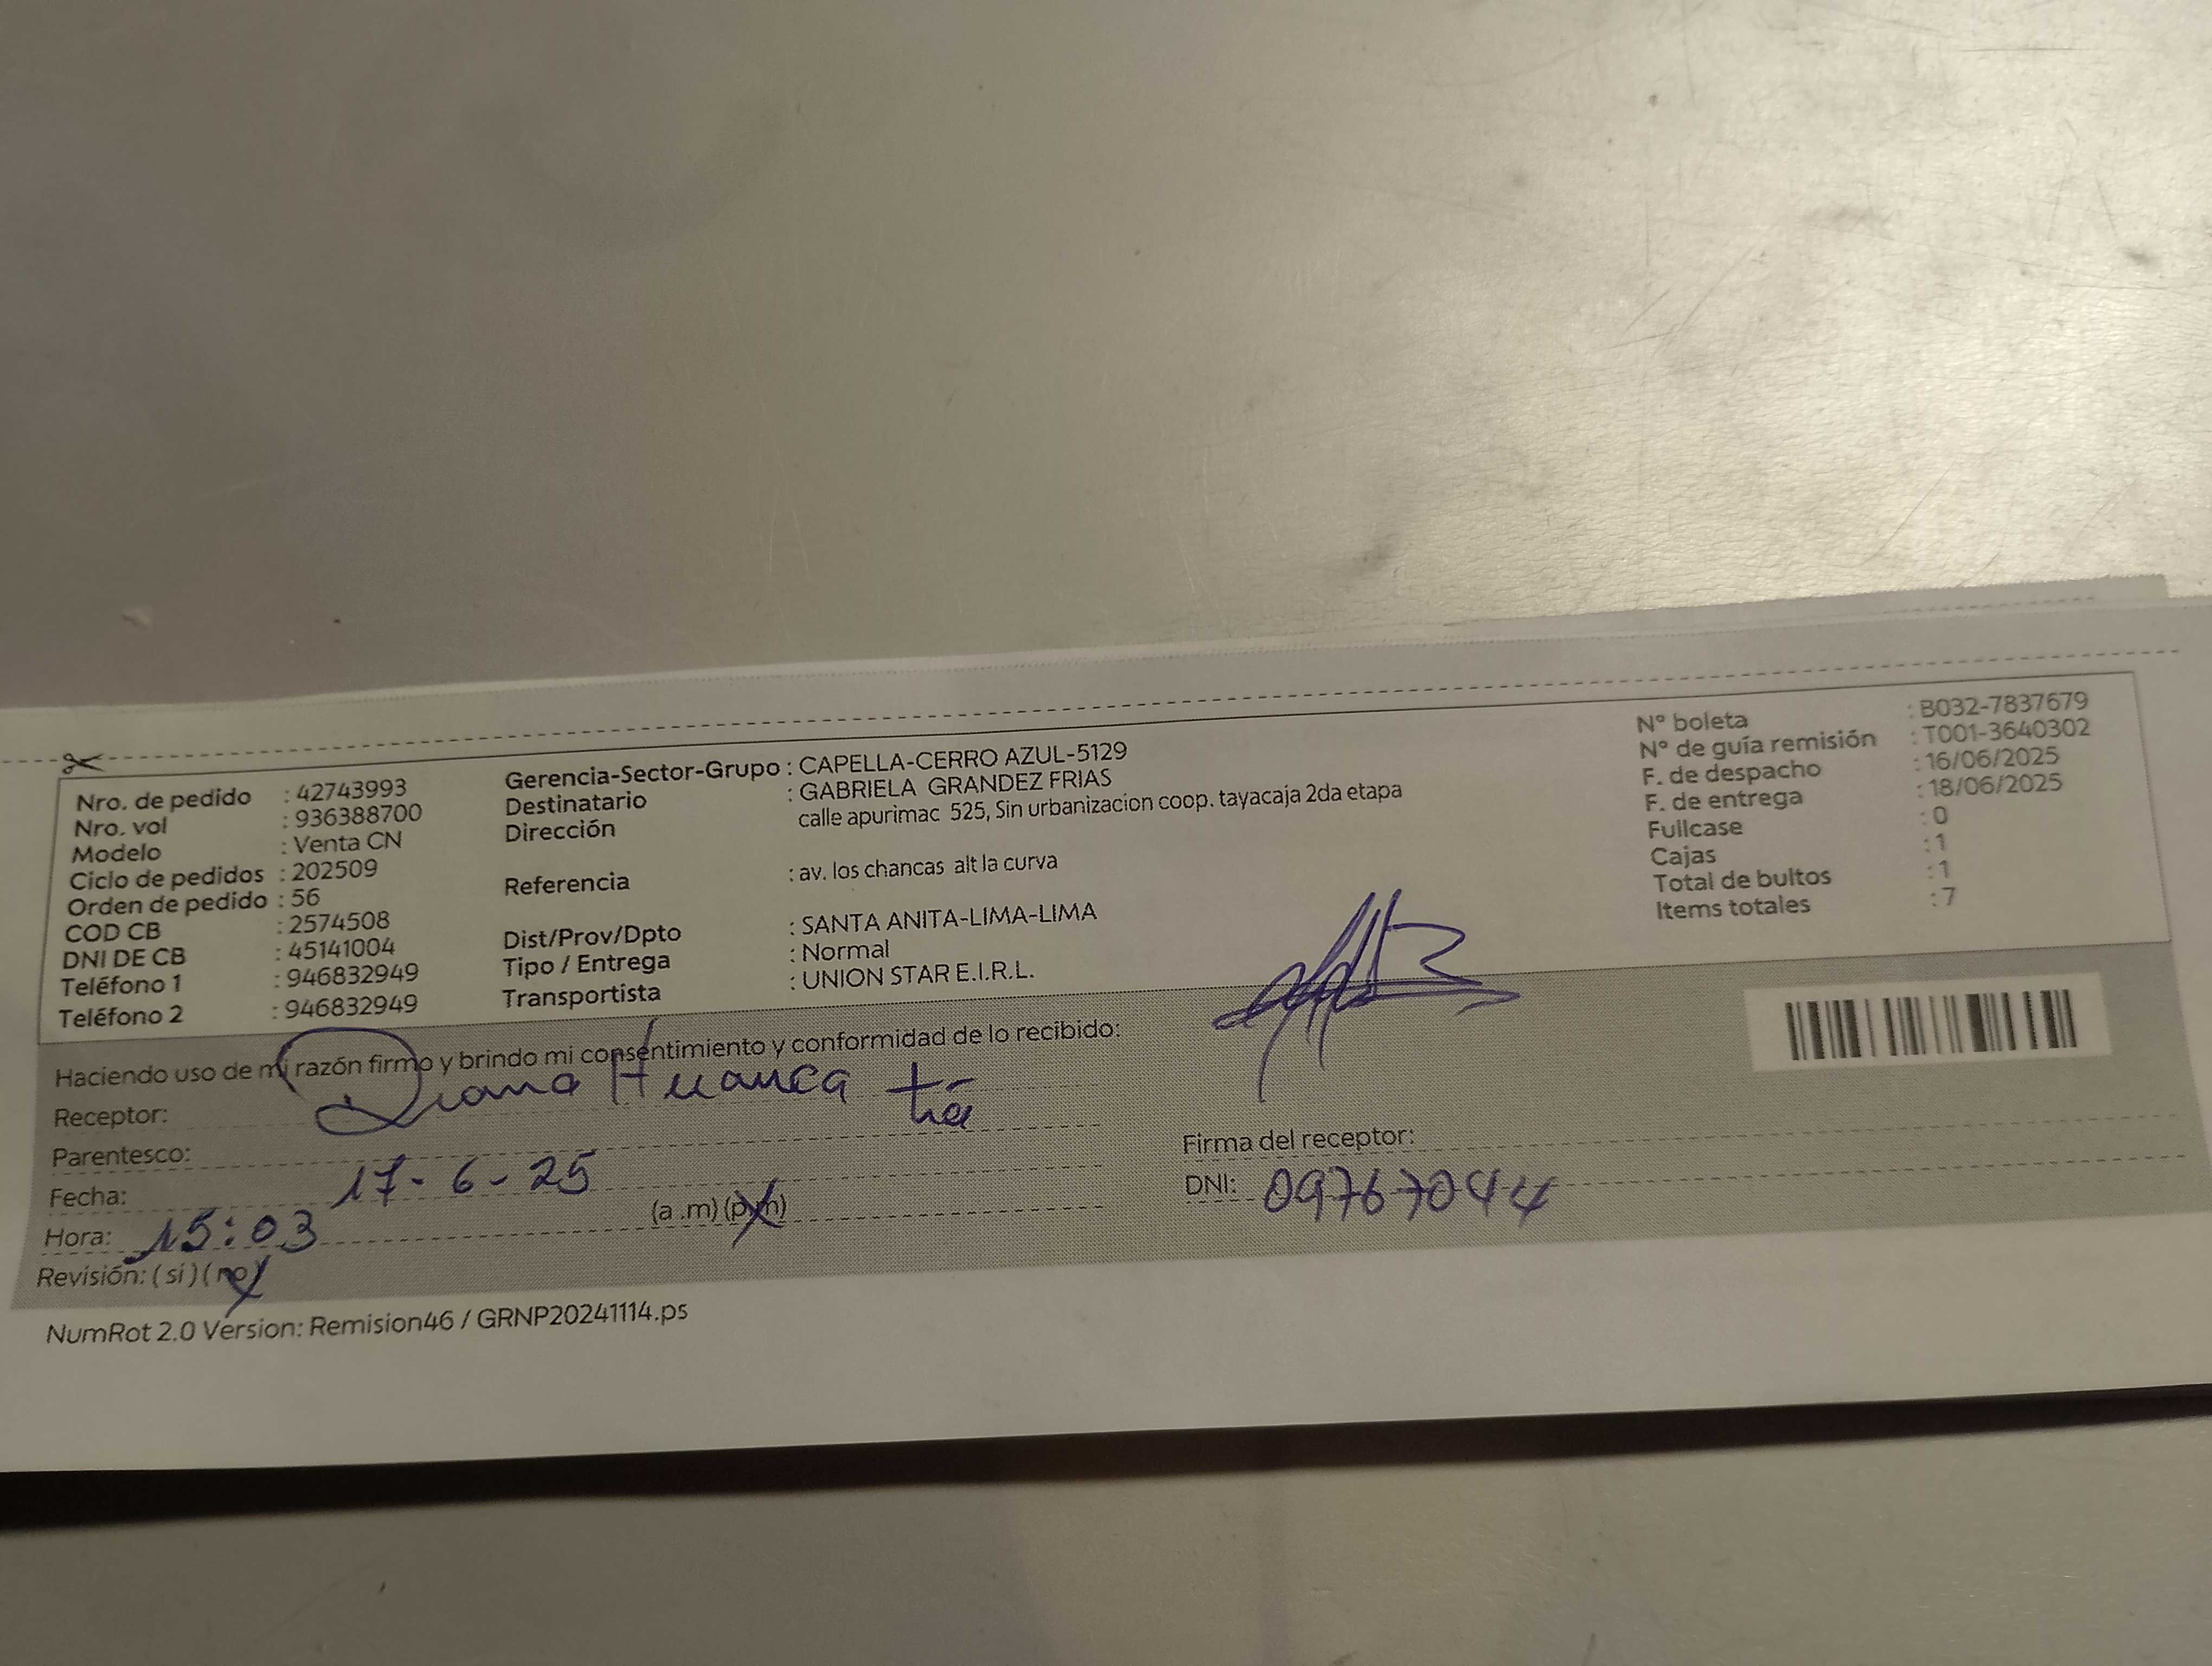 Nro. de pedido : 42743993
Nro. vol : 936388700
Modelo : Venta CN
Ciclo de pedidos : 202509
Orden de pedido : 56
COD CB : 2574508
DNI DE CB : 45141004
Teléfono 1 : 946832949
Teléfono 2 : 946832949
Gerencia-Sector-Grupo : CAPELLA-CERRO AZUL-5129
Destinatario : GABRIELA GRANDEZ FRIAS
Dirección calle apurimac 525, Sin urbanizacion coop. tayacaja 2da etapa
Referencia : av. los chancas alt la curva
Dist/Prov/Dpto : SANTA ANITA-LIMA-LIMA
Tipo / Entrega : Normal
Transportista : UNION STAR E.I.R.L.
N° boleta : B032-7837679
N° de guía remisión : T001-3640302
F. de despacho : 16/06/2025
F. de entrega : 18/06/2025
Fullcase : 0
Cajas : 1
Total de bultos : 1
Items totales : 7
Haciendo uso de mi razón firmo y brindo mi consentimiento y conformidad de lo recibido:
Receptor: Diana Huanca
Parentesco: tía
Fecha: 17-6-25
Hora: 15:03 (a .m) (p.m)
Revisión: ( si ) ( no )
Firma del receptor:
DNI: 09767044
NumRot 2.0 Version: Remision46 / GRNP20241114.ps